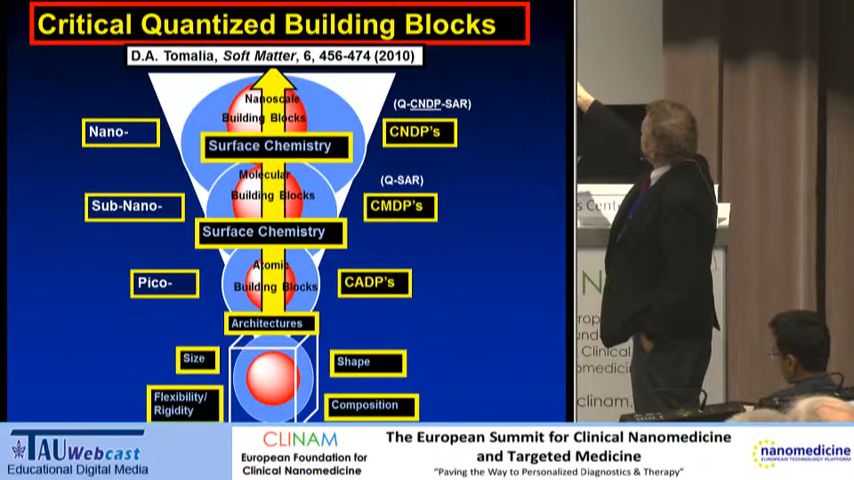 Critical Quantized Building Blocks
D.A. Tomalia, Soft Matter, 6, 456-474 (2010)
Nanoscale
Building Blocks
(Q-CNDP-SAR)
Nano-
CNDP's
Surface Chemistry
Molecular
Building Blocks
(Q-SAR)
Sub-Nano-
CMDP's
Surface Chemistry
Atomic
Building Blocks
Pico-
CADP's
Architectures
Size
Shape
Flexibility/
Rigidity
Composition
Clinical
clinam.
TAU Webcast
Educational Digital Media
CLINAM
European Foundation for
Clinical Nanomedicine
The European Summit for Clinical Nanomedicine
and Targeted Medicine
"Paving the Way to Personalized Diagnostics & Therapy"
nanomedicine
EUROPEAN TECHNOLOGY PLATFORM